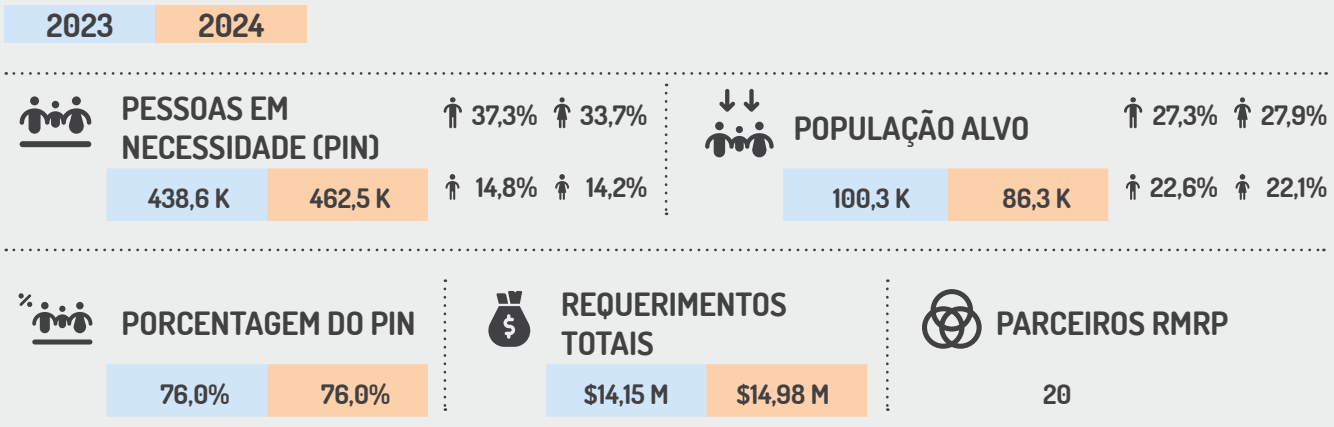 2023 2024
PESSOAS EM
NECESSIDADE (PIN)
438,6 K 462,5 K
37,3% 33,7%
14,8% 14,2%
POPULAÇÃO ALVO
100,3 K 86,3 K
27,3% 27,9%
22,6% 22,1%
% PORCENTAGEM DO PIN
76,0% 76,0%
$ REQUERIMENTOS
TOTAIS
$14,15 M $14,98 M
PARCEIROS RMRP
20